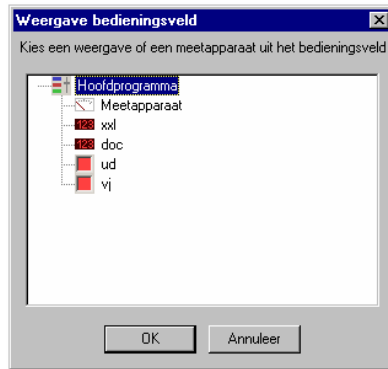 Weergave bedieningsveld
Kies een weergave of een meetapparaat uit het bedieningsveld
Hoofdprogramma
Meetapparaat
123 xxl
123 doc
ud
vj
OK Annuleer